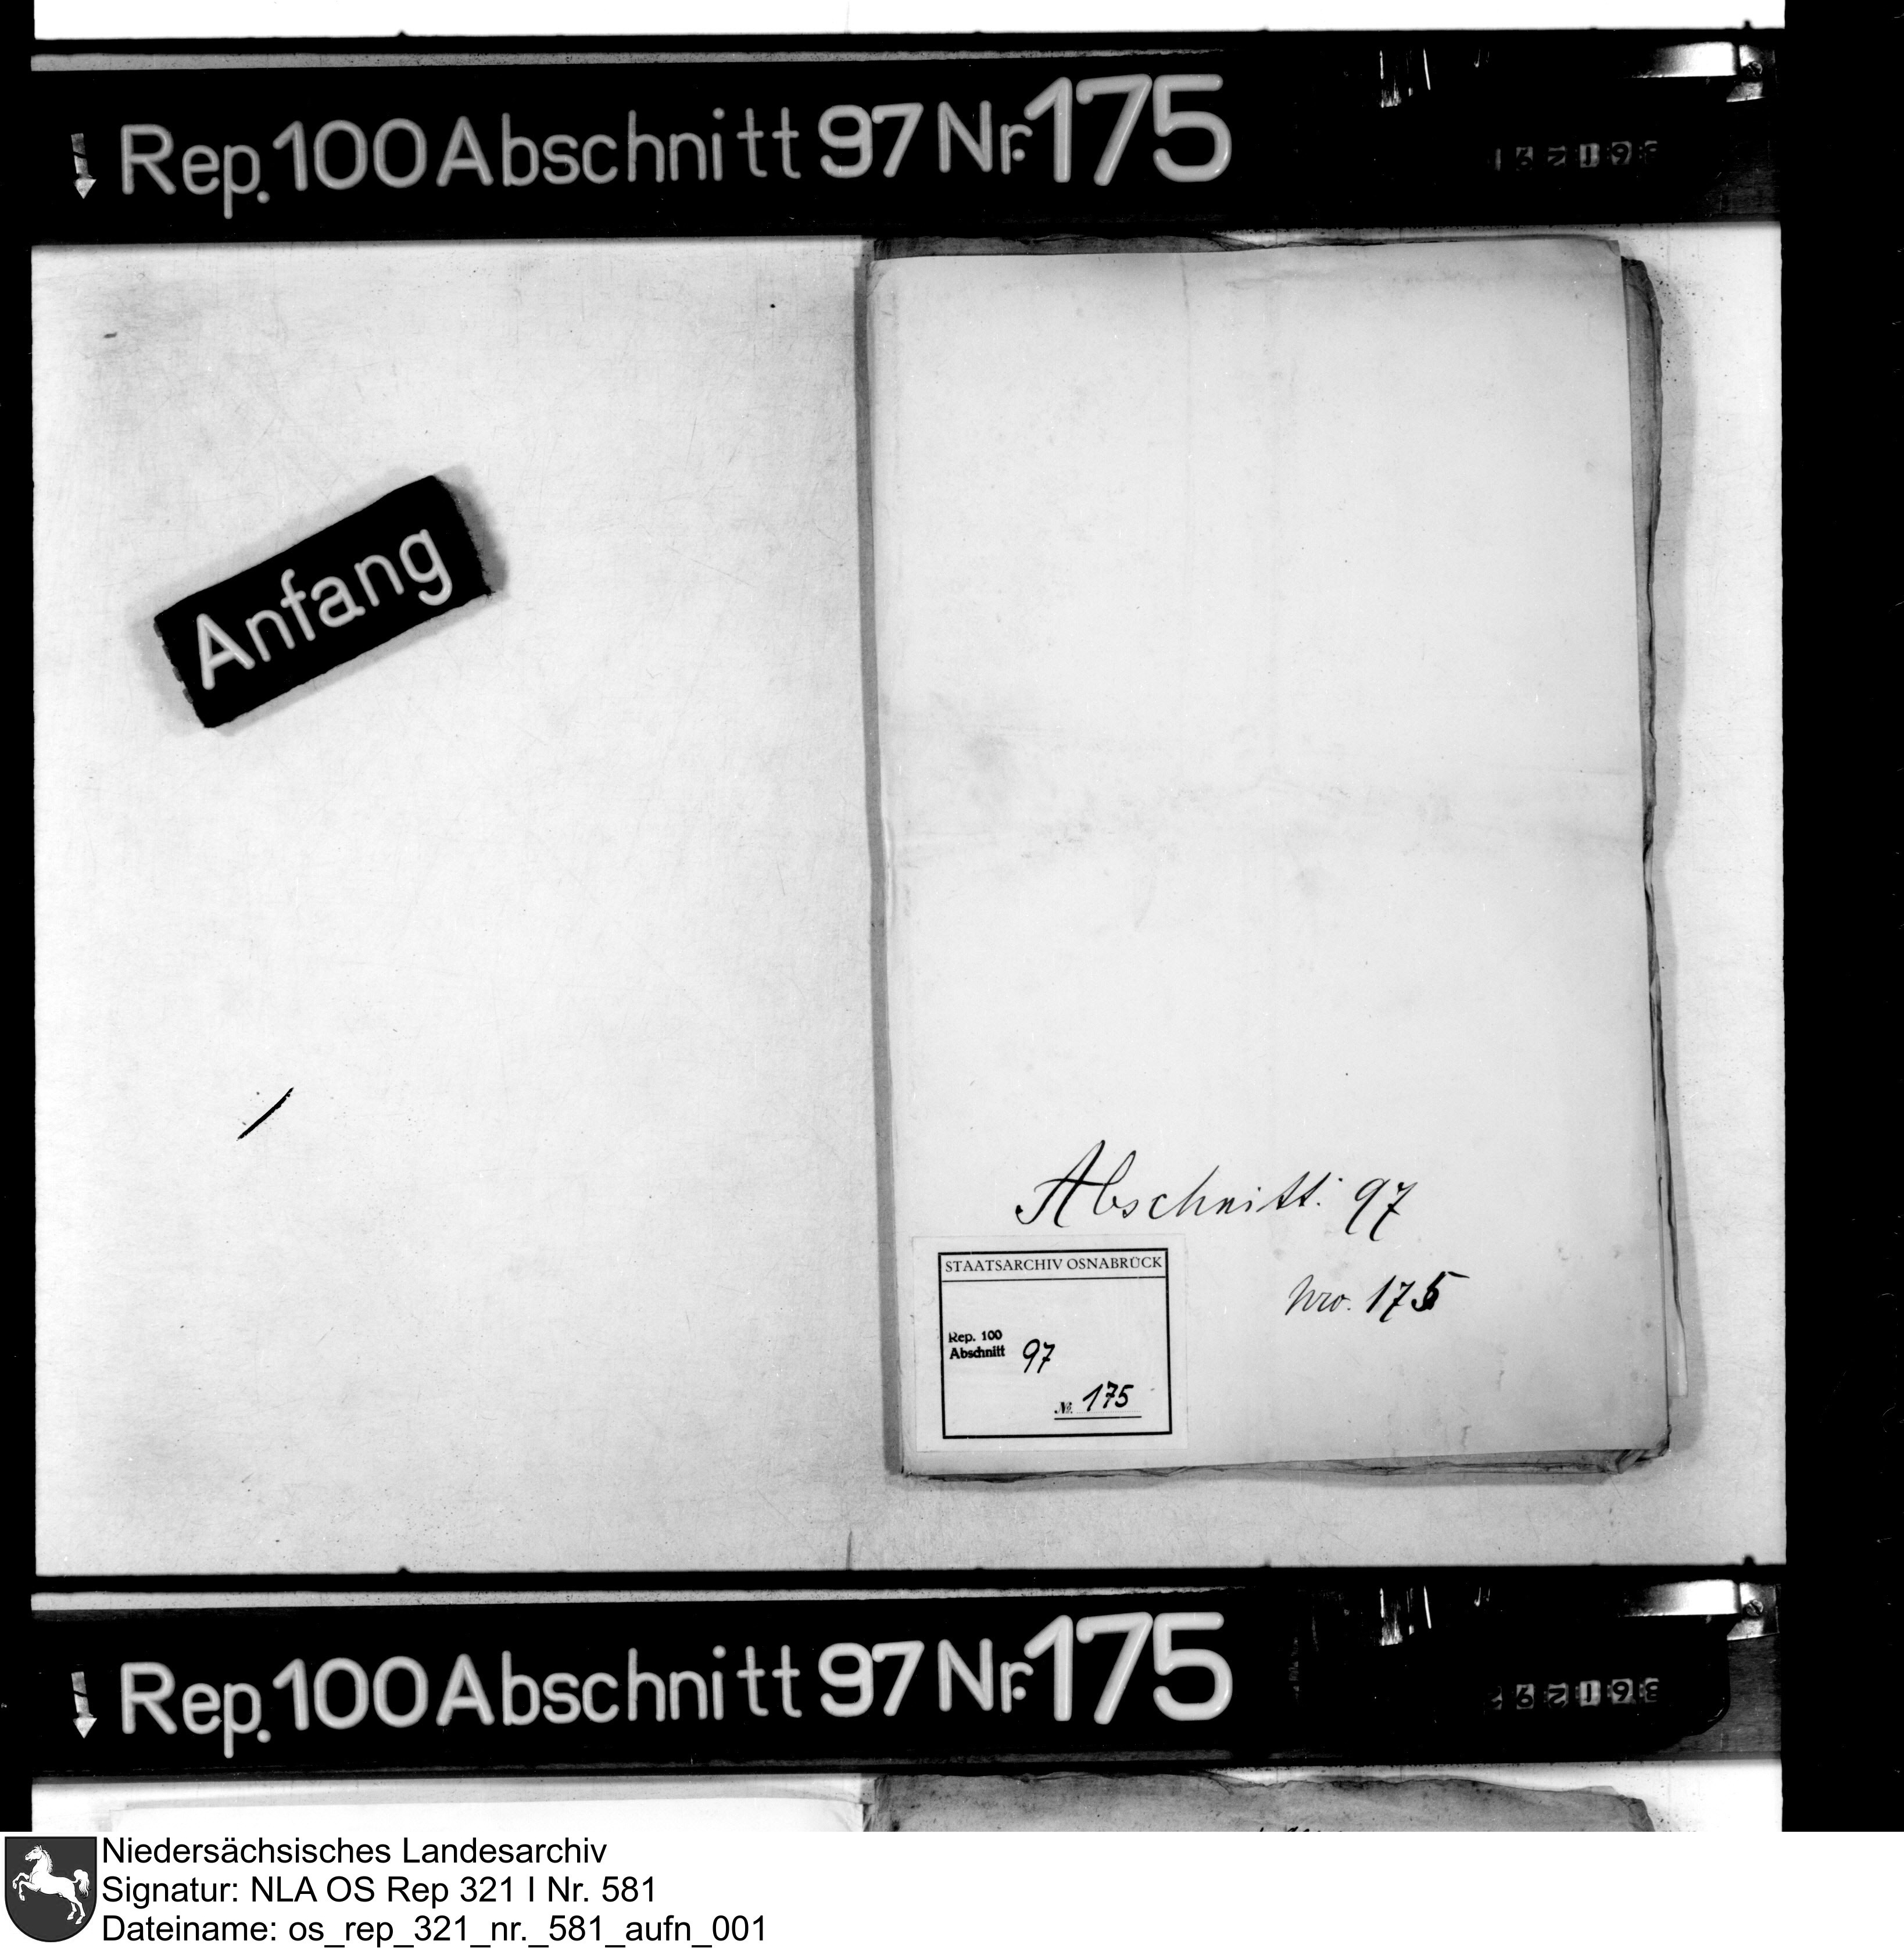 Rep. 100 Abschnitt 97 Nr. 175
Anfang
Abschnitt: 97
Nro. 175
STAATSARCHIV OSNABRÜCK
Rep. 100
Abschnitt 97
№ 175
Rep. 100 Abschnitt 97 Nr. 175
Niedersächsisches Landesarchiv
Signatur: NLA OS Rep 321 I Nr. 581
Dateiname: os_rep_321_nr._581_aufn_001